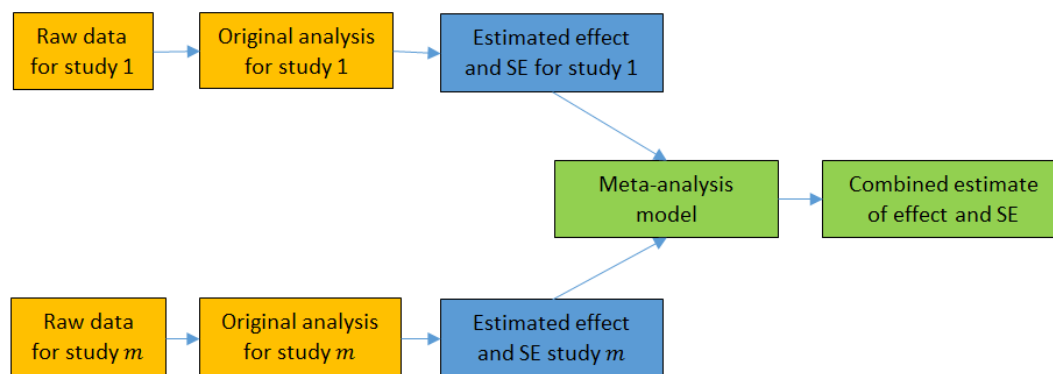 Raw data
for study 1
Original analysis
for study 1
Estimated effect
and SE for study 1
Meta-analysis
model
Combined estimate
of effect and SE
Raw data
for study m
Original analysis
for study m
Estimated effect
and SE study m